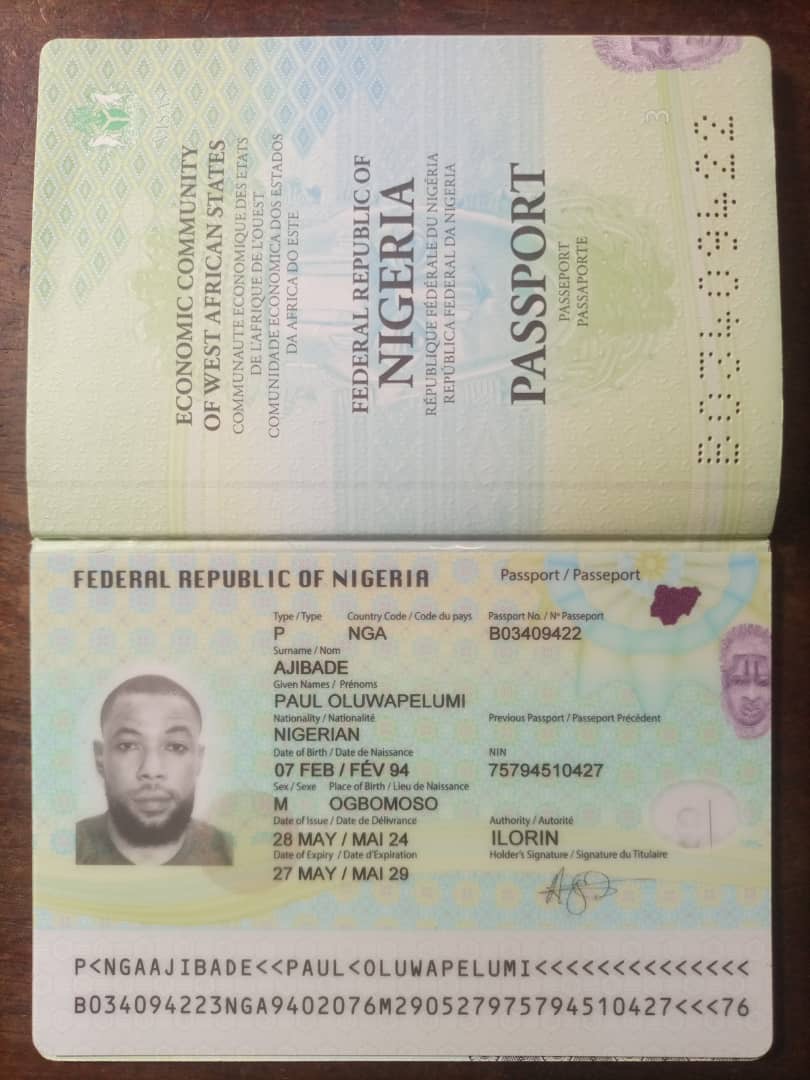 VISAS
3
ECONOMIC COMMUNITY
OF WEST AFRICAN STATES
COMMUNAUTE ECONOMIQUE DES ETATS
DE L'AFRIQUE DE L'OUEST
COMUNIDADE ECONOMICA DOS ESTADOS
DA AFRICA DO ESTE
FEDERAL REPUBLIC OF
NIGERIA
RÉPUBLIQUE FÉDÉRALE DU NIGÉRIA
REPÚBLICA FEDERAL DA NIGERIA
PASSPORT
PASSEPORT
PASSAPORTE
B03409422
FEDERAL REPUBLIC OF NIGERIA
Passport / Passeport
Type / Type Country Code / Code du pays Passport No. / Nº Passeport
P NGA B03409422
Surname / Nom
AJIBADE
Given Names / Prénoms
PAUL OLUWAPELUMI
Nationality / Nationalité Previous Passport / Passeport Précédent
NIGERIAN
Date of Birth / Date de Naissance NIN
07 FEB / FÉV 94 75794510427
Sex / Sexe Place of Birth / Lieu de Naissance
M OGBOMOSO
Date of Issue / Date de Délivrance Authority / Autorité
28 MAY / MAI 24 ILORIN
Date of Expiry / Date d'Expiration Holder's Signature / Signature du Titulaire
27 MAY / MAI 29
P<NGAAJIBADE<<PAUL<OLUWAPELUMI<<<<<<<<<<<<<<
B034094223NGA9402076M290527975794510427<<<76